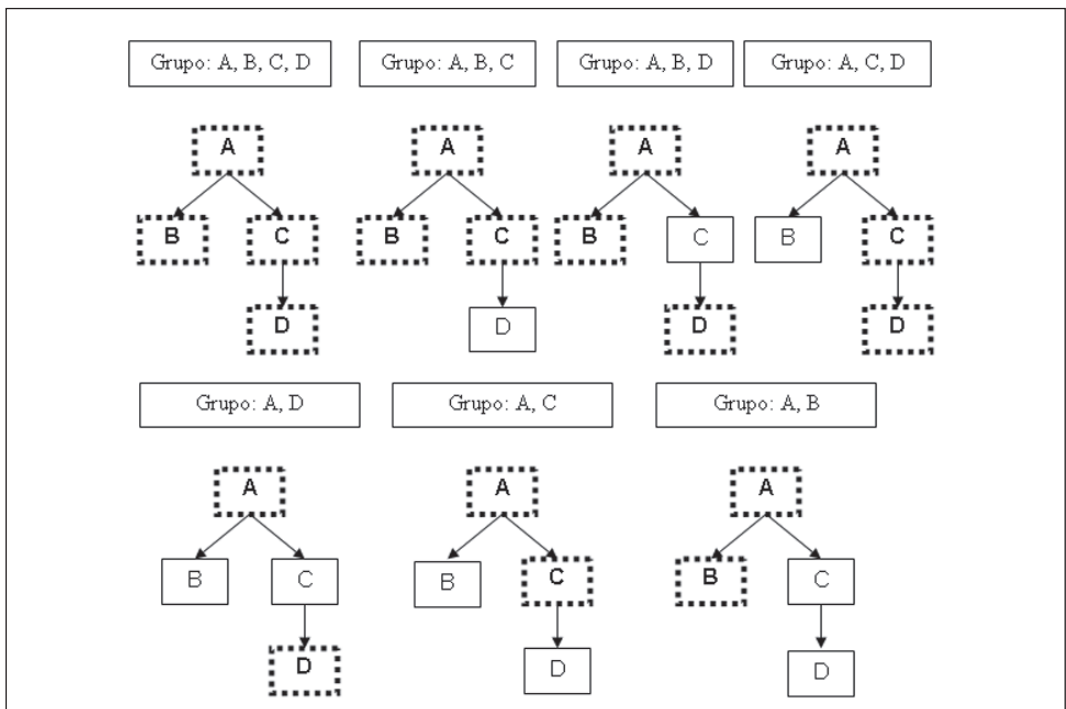 Grupo: A, B, C, D
Grupo: A, B, C
Grupo: A, B, D
Grupo: A, C, D
A
A
A
A
B
C
B
C
B
C
B
C
D
D
D
D
Grupo: A, D
Grupo: A, C
Grupo: A, B
A
A
A
B
C
B
C
B
C
D
D
D